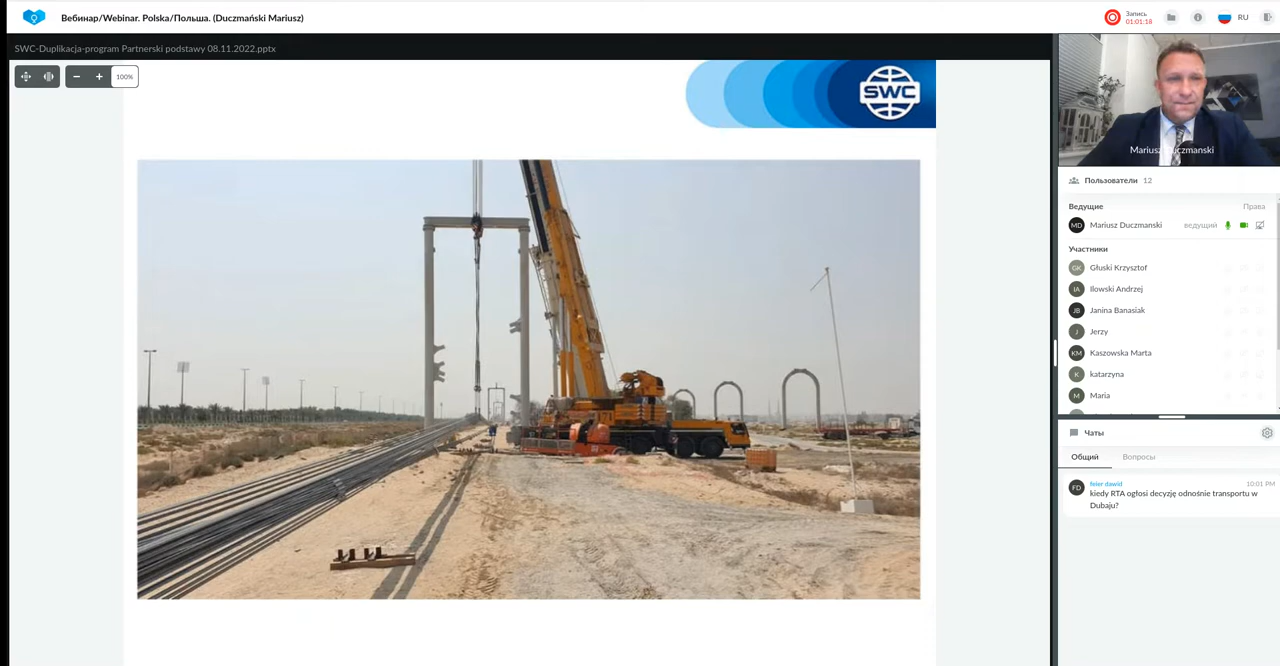 Вебинар/Webinar. Polska/Польша. (Duczmański Mariusz)
Запись
01:01:18
RU
SWC-Duplikacja-program Partnerski podstawy 08.11.2022.pptx
100%
SWC
Mariusz Duczmanski
Пользователи 12
Ведущие Права
MD Mariusz Duczmanski ведущий
Участники
GK Głuski Krzysztof
IA Ilowski Andrzej
JB Janina Banasiak
J Jerzy
KM Kaszowska Marta
K katarzyna
M Maria
Чаты
Общий Вопросы
FD feier dawid 10:01 PM
kiedy RTA ogłosi decyzję odnośnie transportu w
Dubaju?